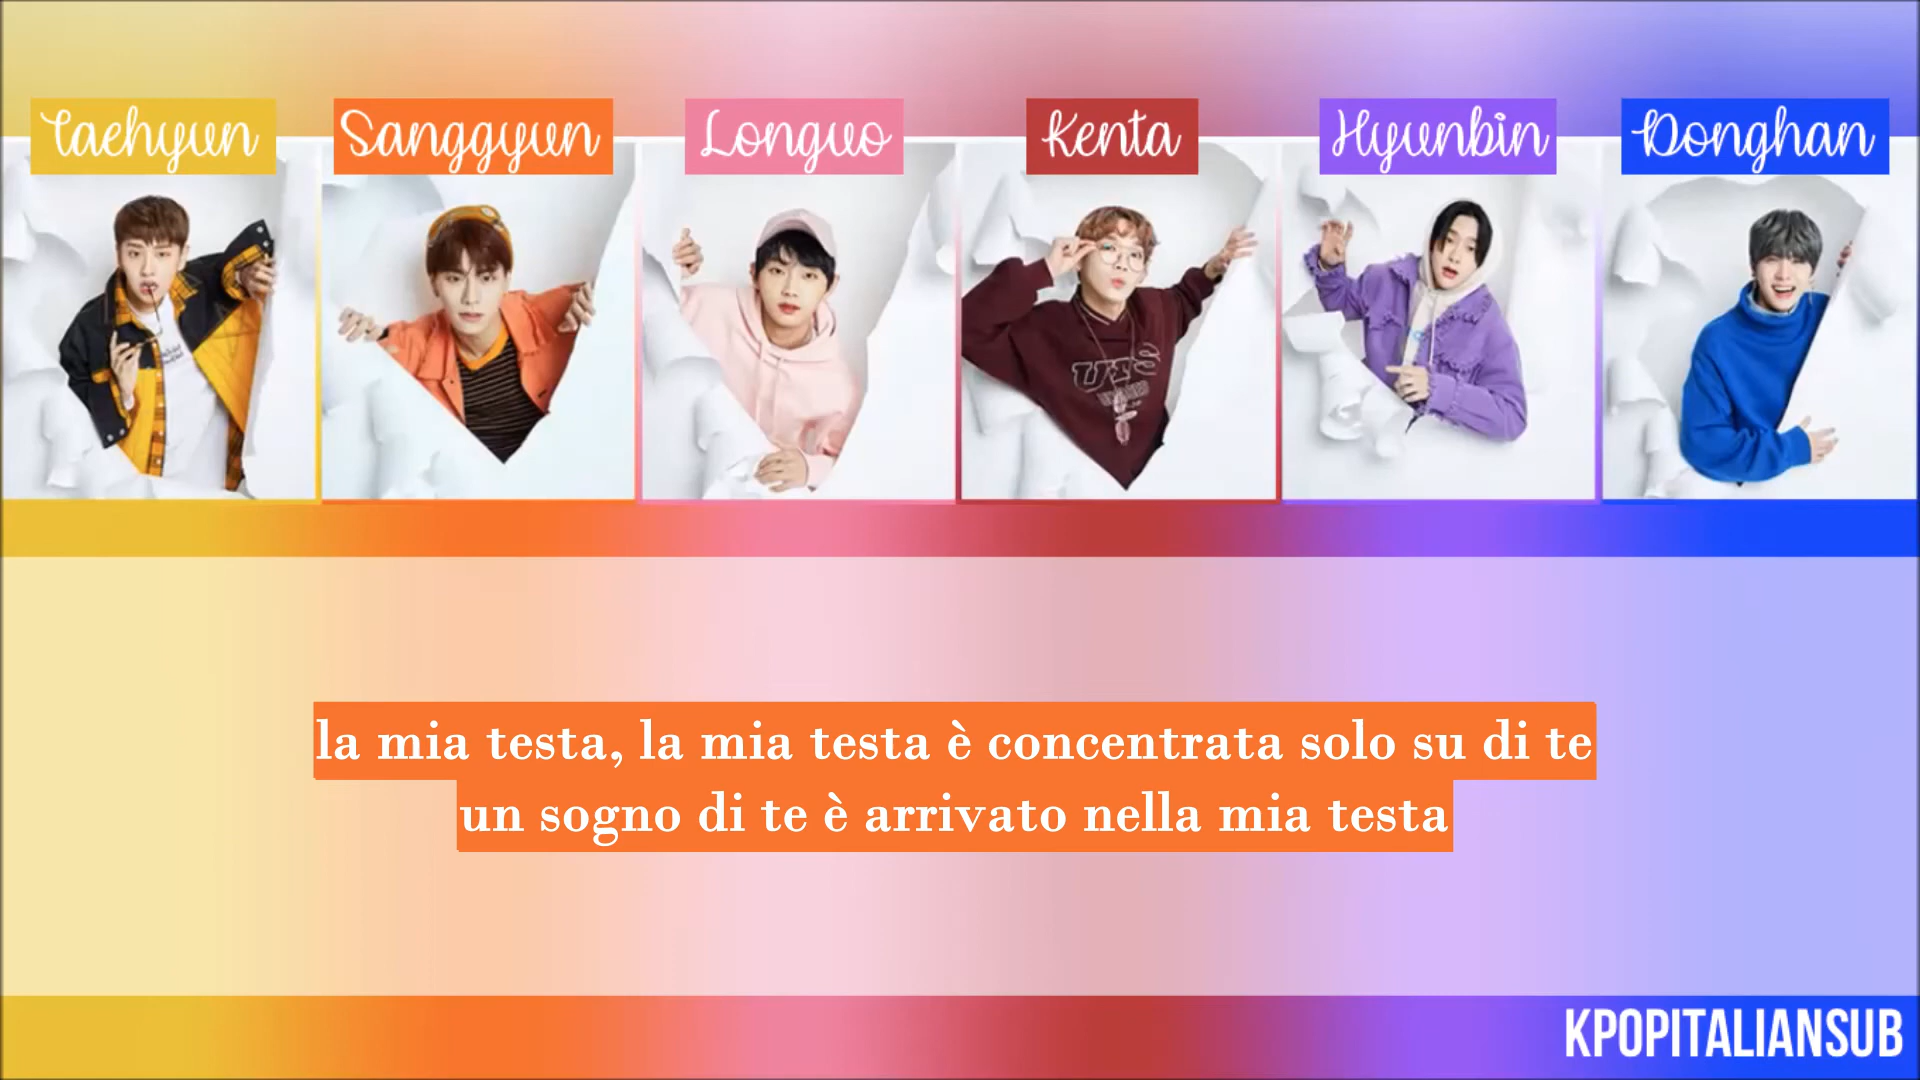 Taehyun Sanggyun Longuo Kenta Hyunbin Donghan
UTS
la mia testa, la mia testa è concentrata solo su di te
un sogno di te è arrivato nella mia testa
KPOPITALIANSUB